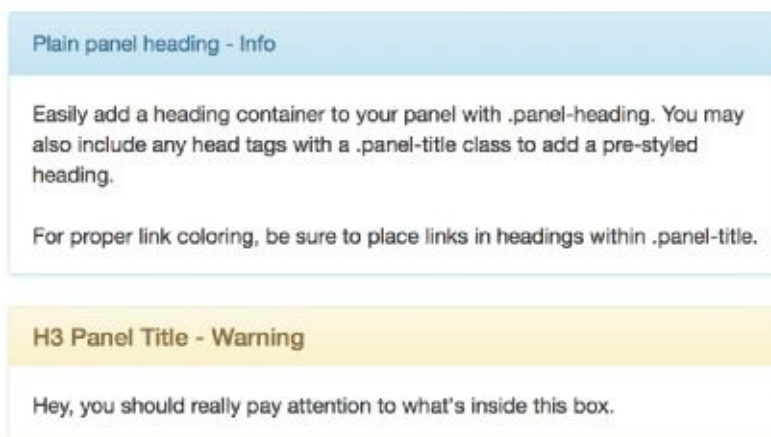 Plain panel heading - Info
Easily add a heading container to your panel with .panel-heading. You may
also include any head tags with a .panel-title class to add a pre-styled
heading.
For proper link coloring, be sure to place links in headings within .panel-title.
H3 Panel Title - Warning
Hey, you should really pay attention to what's inside this box.